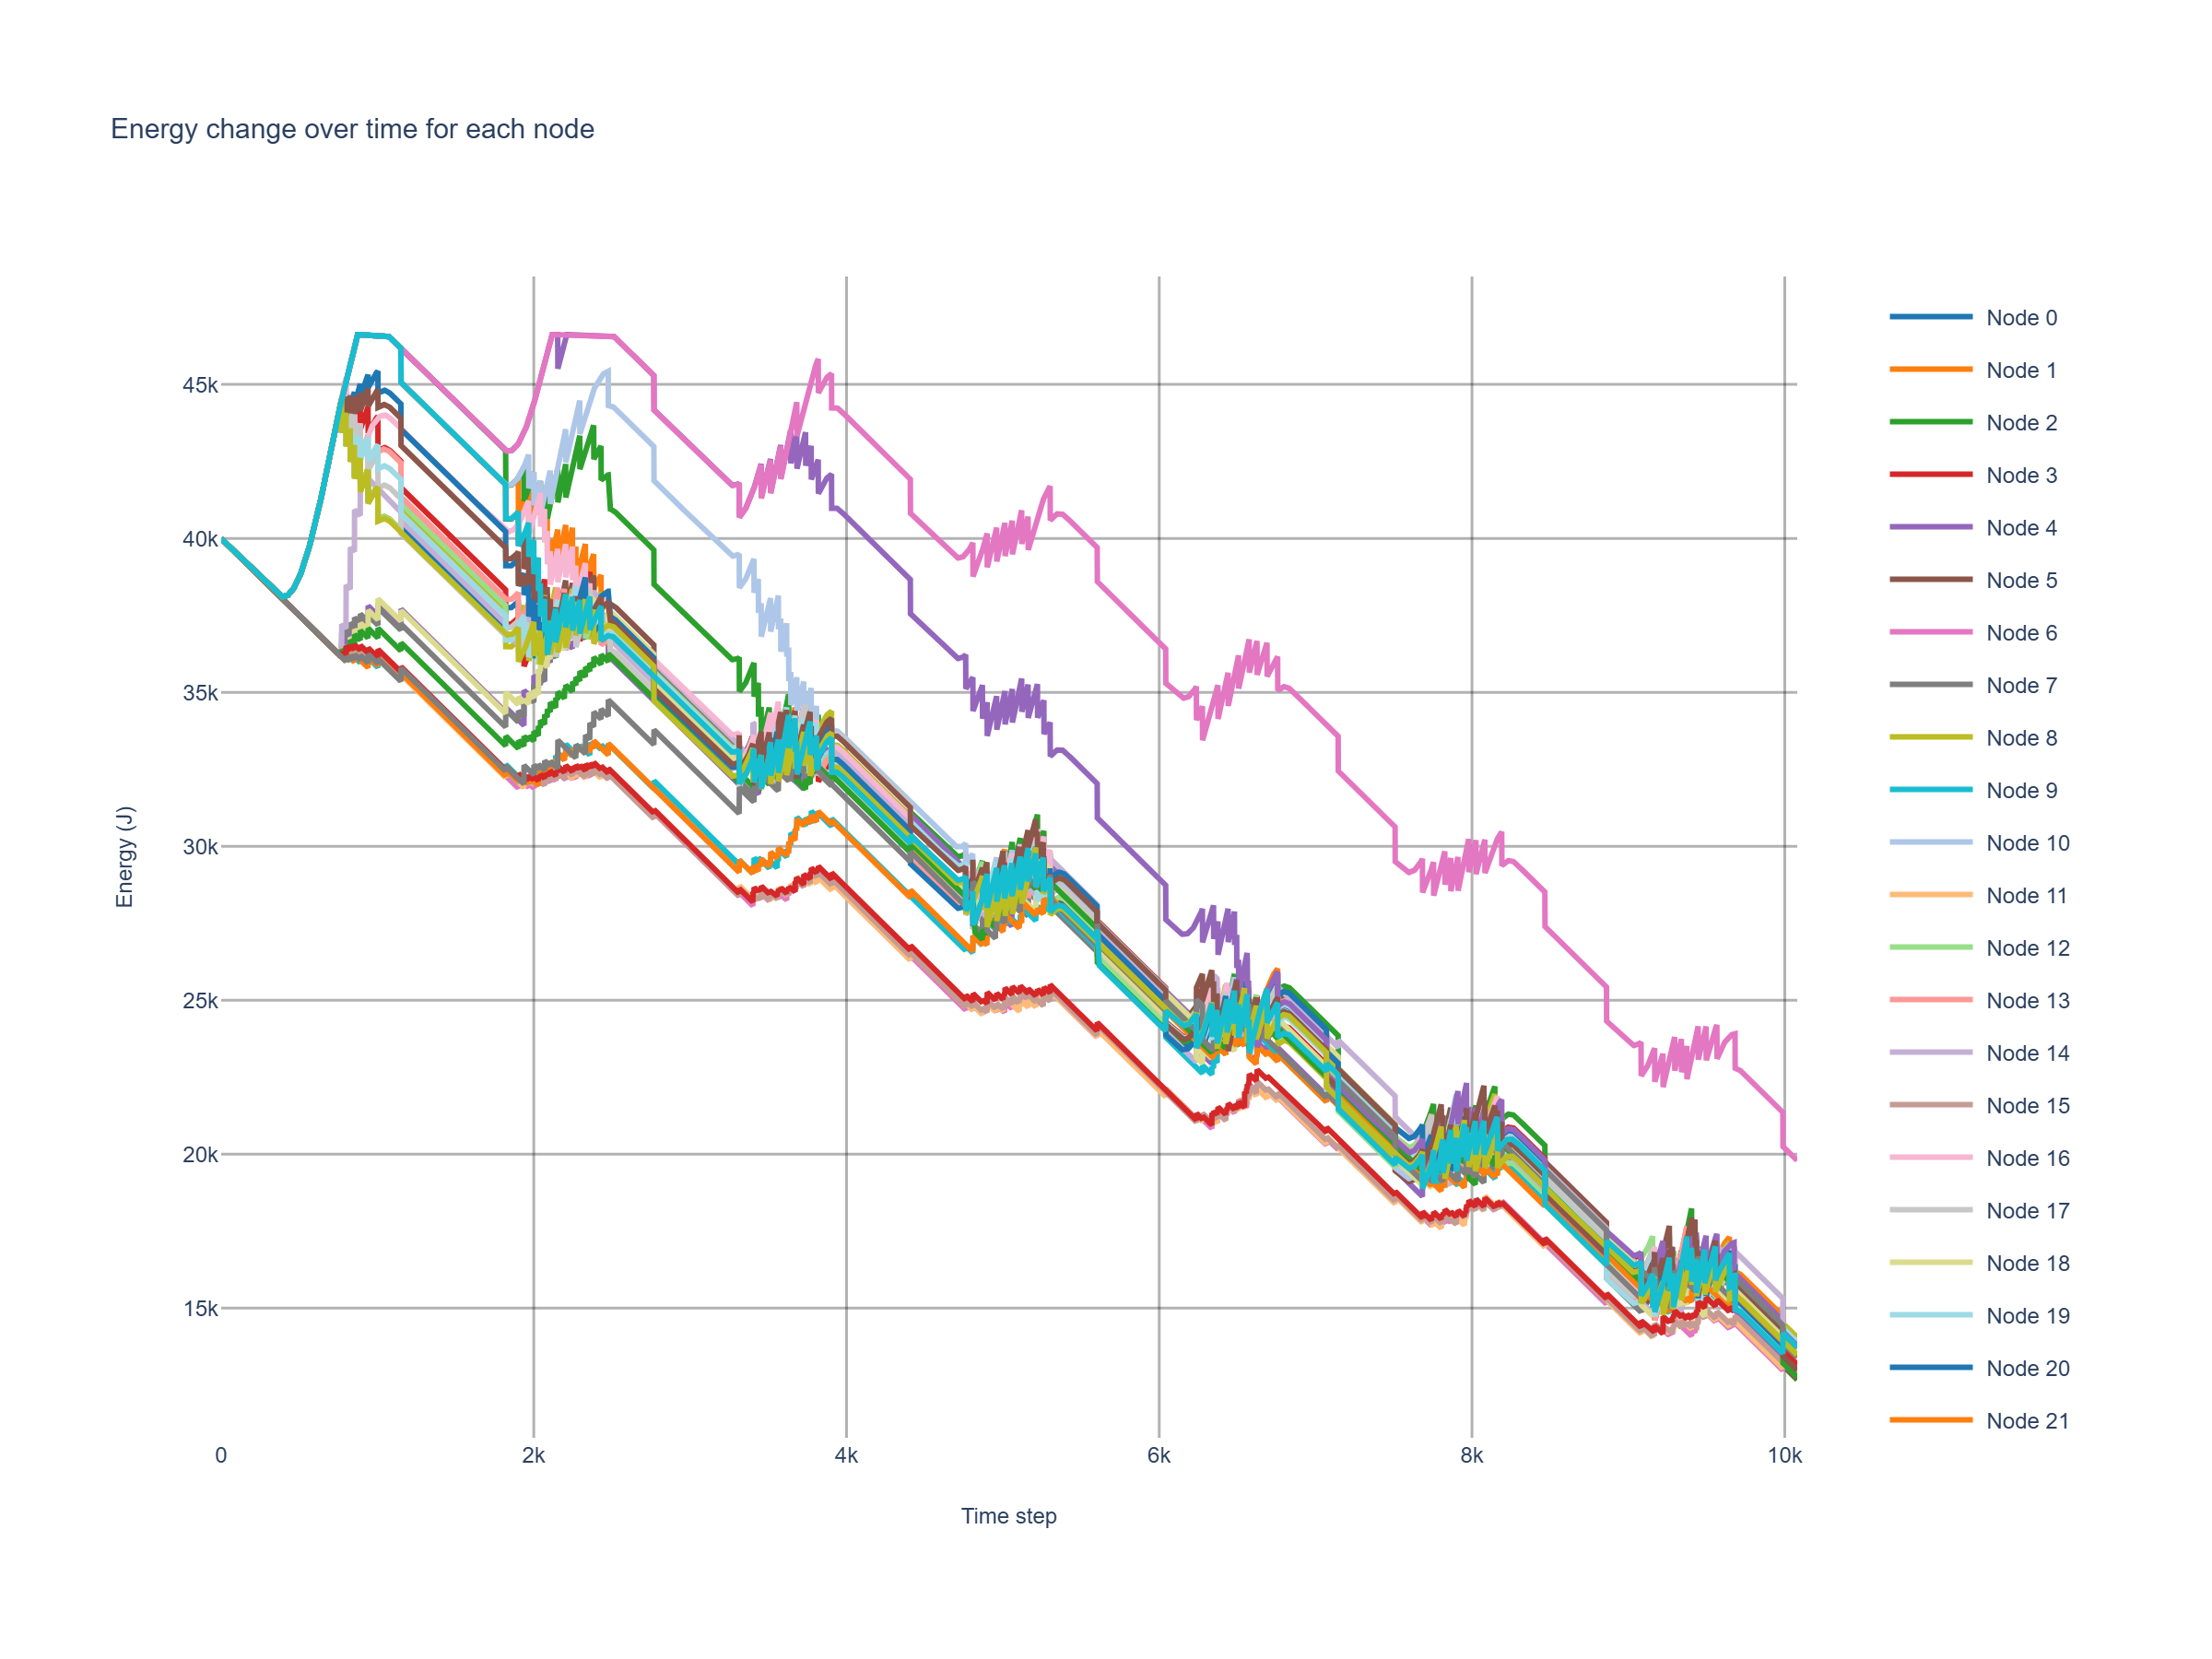 Energy change over time for each node
45k
40k
35k
30k
25k
20k
15k
Energy (J)
0
2k
4k
6k
8k
10k
Time step
Node 0
Node 1
Node 2
Node 3
Node 4
Node 5
Node 6
Node 7
Node 8
Node 9
Node 10
Node 11
Node 12
Node 13
Node 14
Node 15
Node 16
Node 17
Node 18
Node 19
Node 20
Node 21